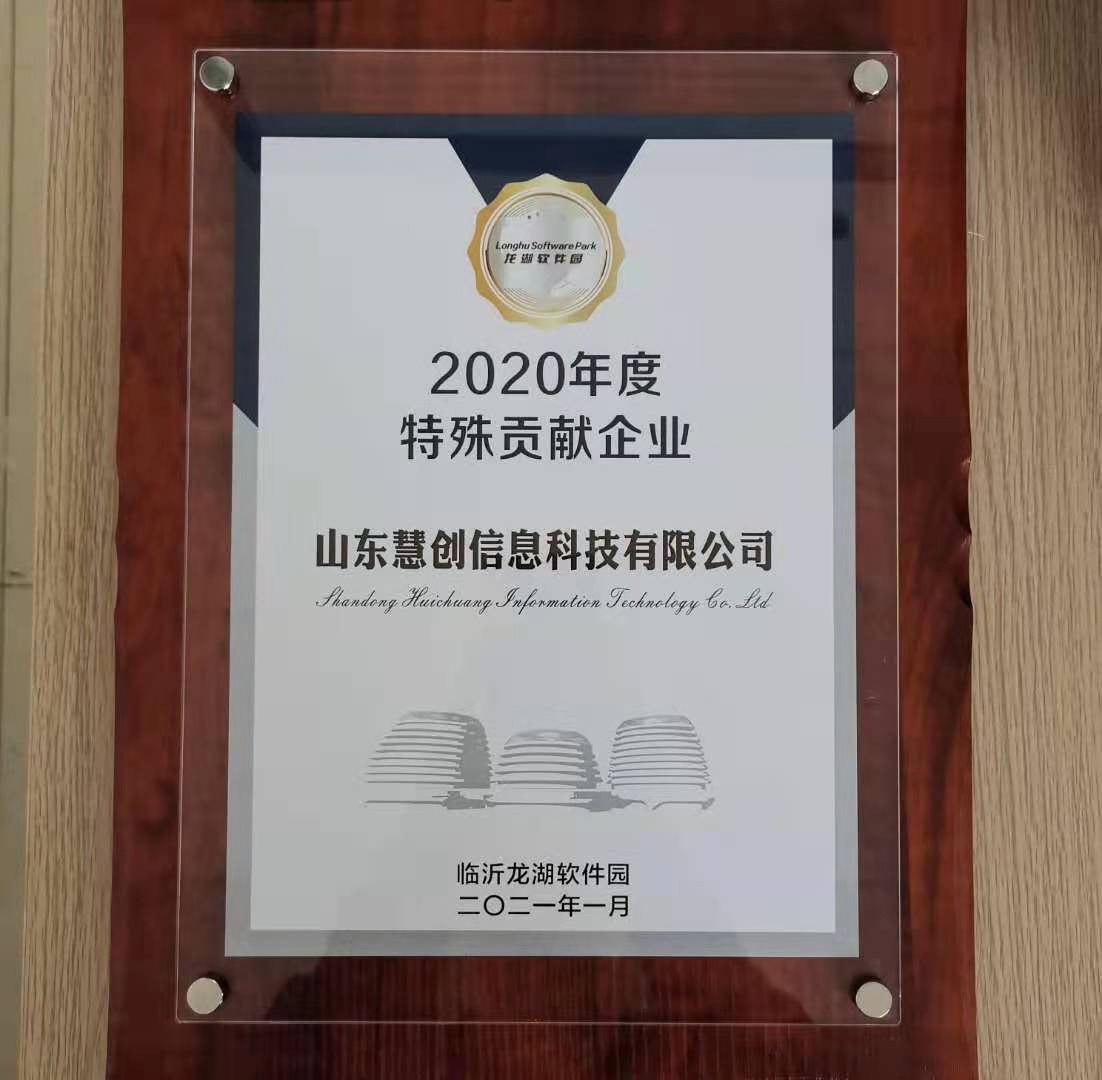 Longhu Software Park
龙湖软件园
2020年度
特殊贡献企业
山东慧创信息科技有限公司
Shandong Huichuang Information Technology Co. Ltd
临沂龙湖软件园
二〇二一年一月